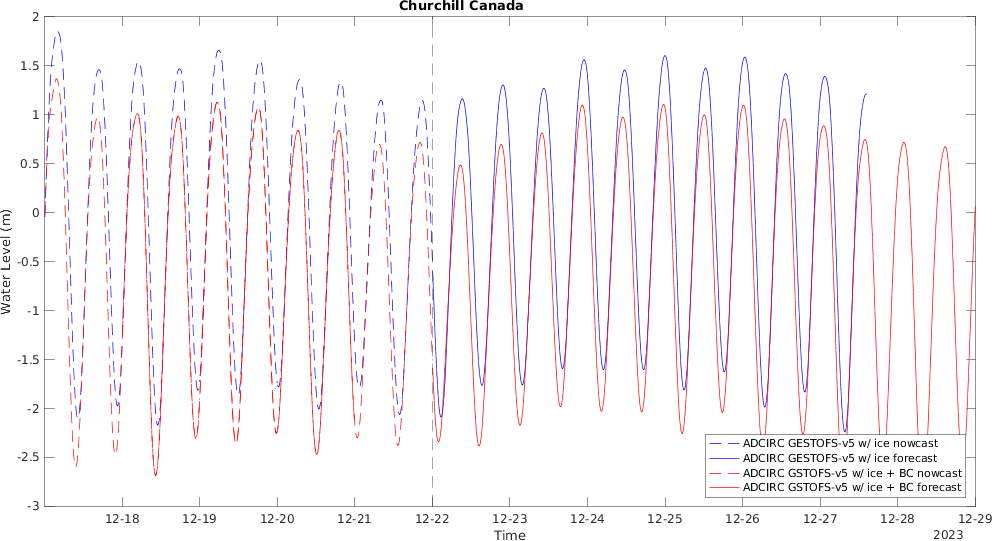 Churchill Canada
2
1.5
1
0.5
0
-0.5
-1
-1.5
-2
-2.5
-3
Water Level (m)
ADCIRC GESTOFS-v5 w/ ice nowcast
ADCIRC GESTOFS-v5 w/ ice forecast
ADCIRC GSTOFS-v5 w/ ice + BC nowcast
ADCIRC GSTOFS-v5 w/ ice + BC forecast
12-18 12-19 12-20 12-21 12-22 12-23 12-24 12-25 12-26 12-27 12-28 12-29
Time
2023